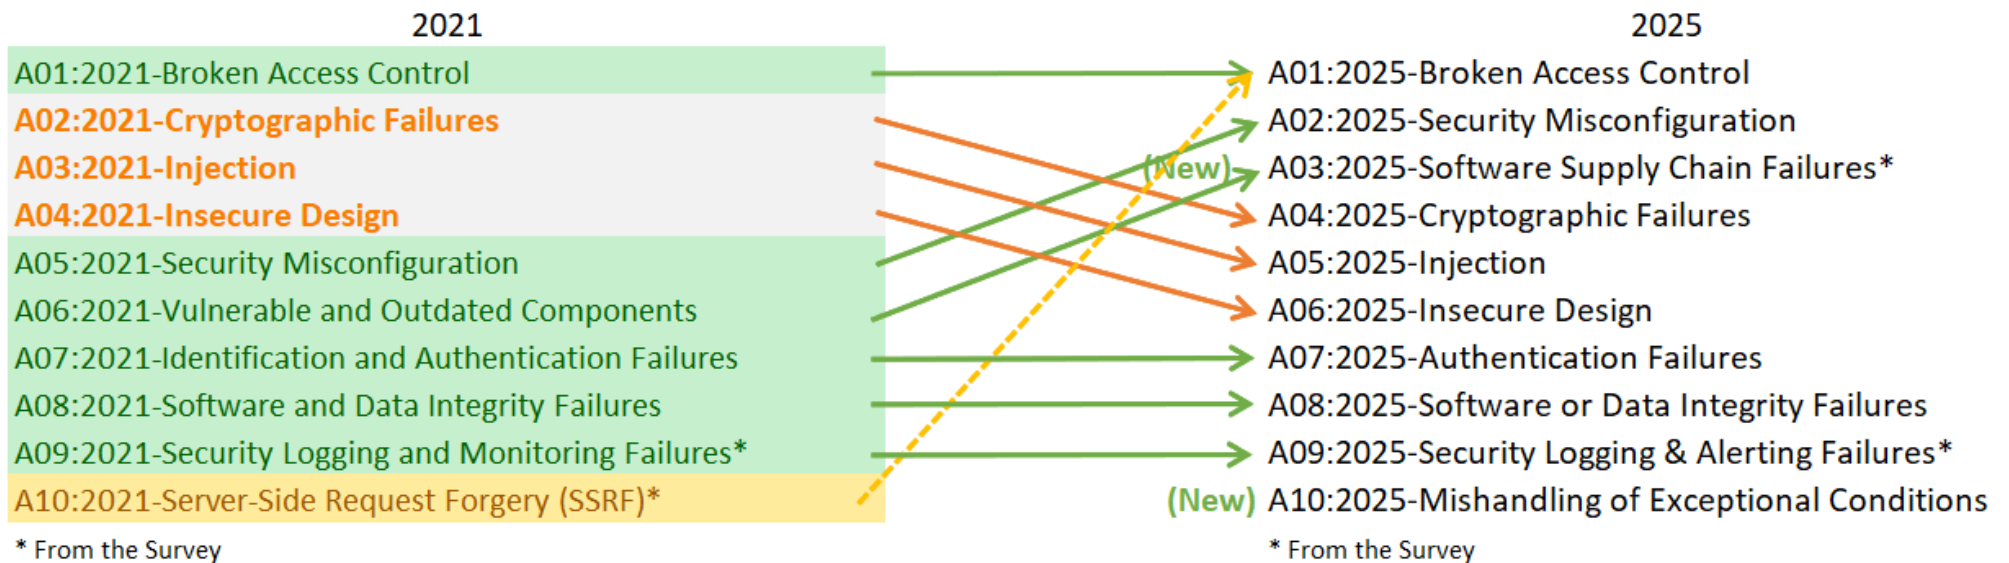 2021
A01:2021-Broken Access Control
A02:2021-Cryptographic Failures
A03:2021-Injection
A04:2021-Insecure Design
A05:2021-Security Misconfiguration
A06:2021-Vulnerable and Outdated Components
A07:2021-Identification and Authentication Failures
A08:2021-Software and Data Integrity Failures
A09:2021-Security Logging and Monitoring Failures*
A10:2021-Server-Side Request Forgery (SSRF)*
* From the Survey
2025
A01:2025-Broken Access Control
A02:2025-Security Misconfiguration
(New) A03:2025-Software Supply Chain Failures*
A04:2025-Cryptographic Failures
A05:2025-Injection
A06:2025-Insecure Design
A07:2025-Authentication Failures
A08:2025-Software or Data Integrity Failures
A09:2025-Security Logging & Alerting Failures*
(New) A10:2025-Mishandling of Exceptional Conditions
* From the Survey